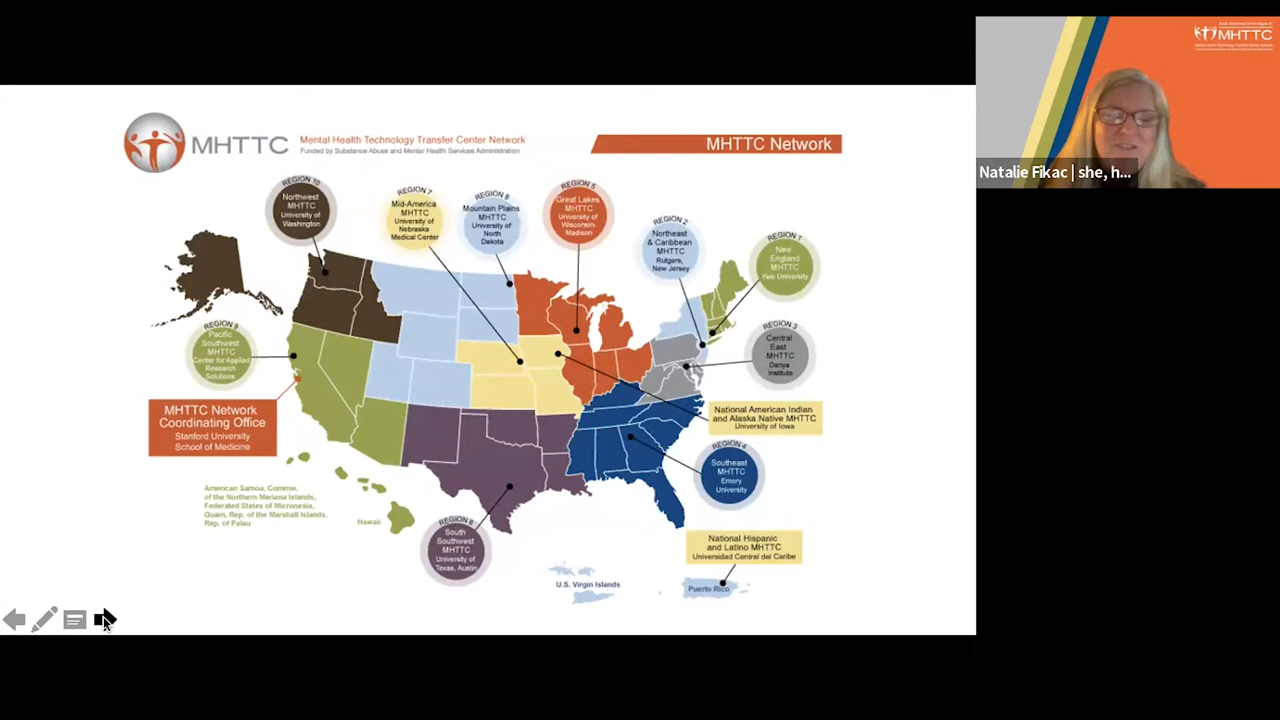 MHTTC
Mental Health Technology Transfer Center Network
Funded by Substance Abuse and Mental Health Services Administration
MHTTC Network
REGION 10
Northwest
MHTTC
University of
Washington
REGION 7
Mid-America
MHTTC
University of
Nebraska
Medical Center
REGION 8
Mountain Plains
MHTTC
University of
North
Dakota
REGION 5
Great Lakes
MHTTC
University of
Wisconsin-
Madison
REGION 2
Northeast
& Caribbean
MHTTC
Rutgers,
New Jersey
REGION 1
New
England
MHTTC
Yale University
REGION 9
Pacific
Southwest
MHTTC
Center for Applied
Research
Solutions
REGION 3
Central
East
MHTTC
Danya
Institute
MHTTC Network
Coordinating Office
Stanford University
School of Medicine
National American Indian
and Alaska Native MHTTC
University of Iowa
REGION 4
Southeast
MHTTC
Emory
University
American Samoa, Commw.
of the Northern Mariana Islands,
Federated States of Micronesia,
Guam, Rep. of the Marshall Islands,
Rep. of Palau
Hawaii
REGION 6
South
Southwest
MHTTC
University of
Texas, Austin
National Hispanic
and Latino MHTTC
Universidad Central del Caribe
U.S. Virgin Islands
Puerto Rico
MHTTC
Natalie Fikac | she, h...